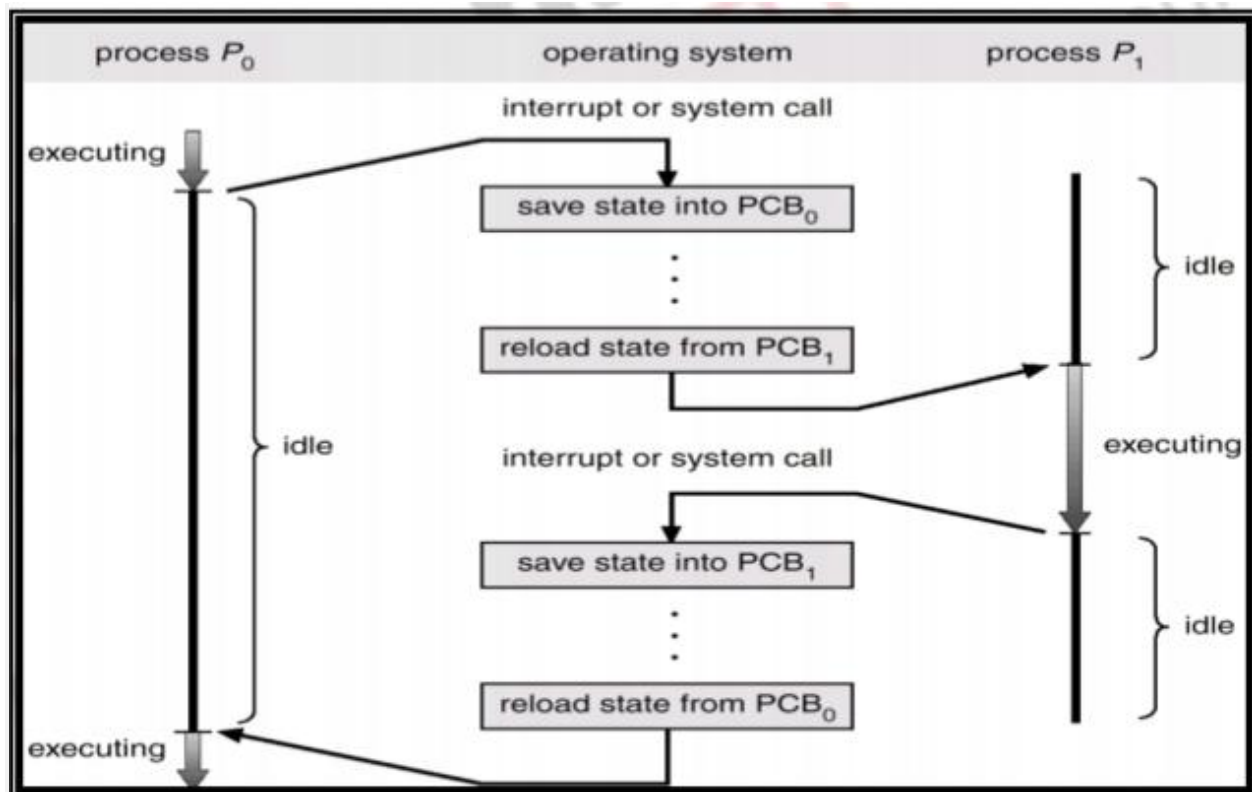 process P₀ operating system process P₁
interrupt or system call
executing
save state into PCB₀
idle
reload state from PCB₁
idle
interrupt or system call
executing
save state into PCB₁
idle
reload state from PCB₀
executing